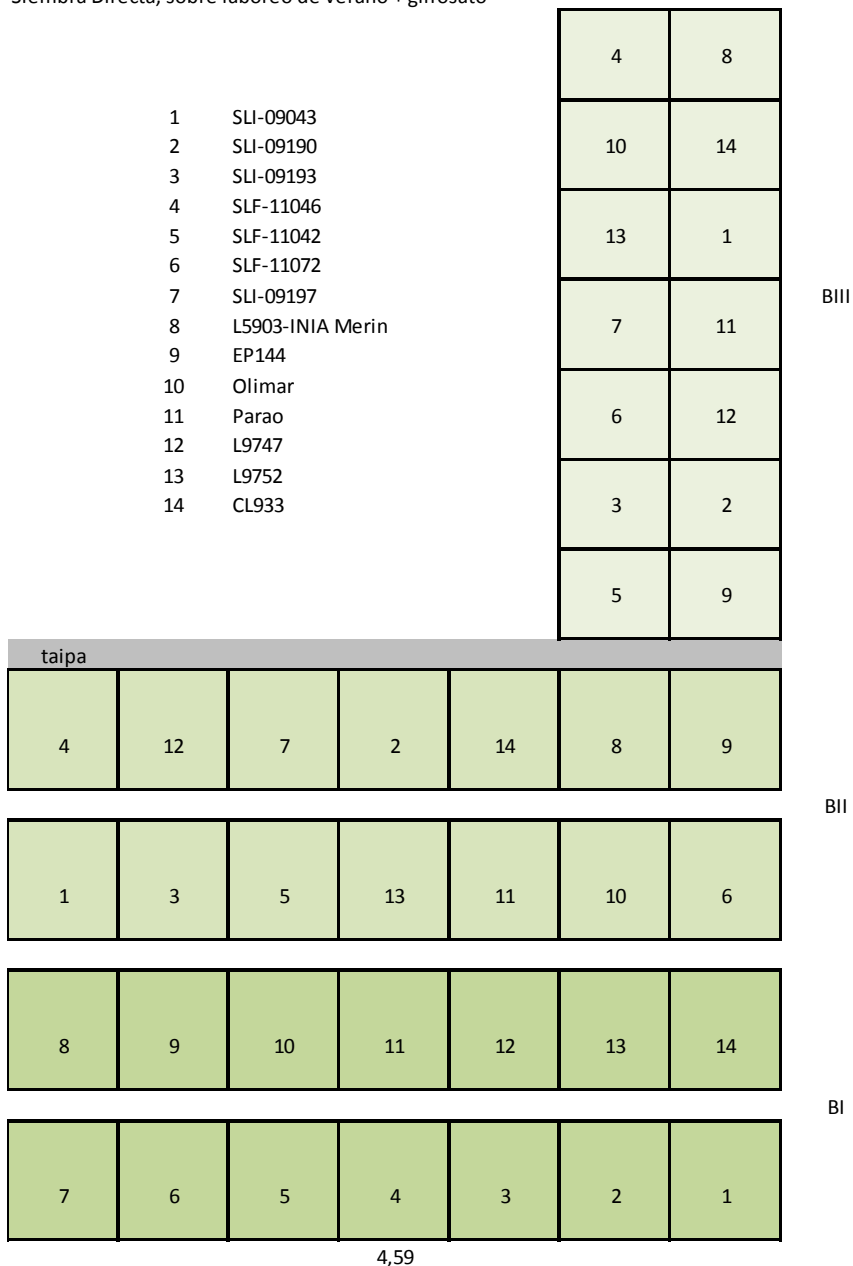 Siembra Directa, sobre laboreo de verano + glifosato
4 8
1 SLI-09043
2 SLI-09190
10 14
3 SLI-09193
4 SLF-11046
5 SLF-11042
13 1
6 SLF-11072
7 SLI-09197
BIII
8 L5903-INIA Merin
7 11
9 EP144
10 Olimar
11 Parao
6 12
12 L9747
13 L9752
14 CL933
3 2
5 9
taipa
4 12 7 2 14 8 9
BII
1 3 5 13 11 10 6
8 9 10 11 12 13 14
BI
7 6 5 4 3 2 1
4,59